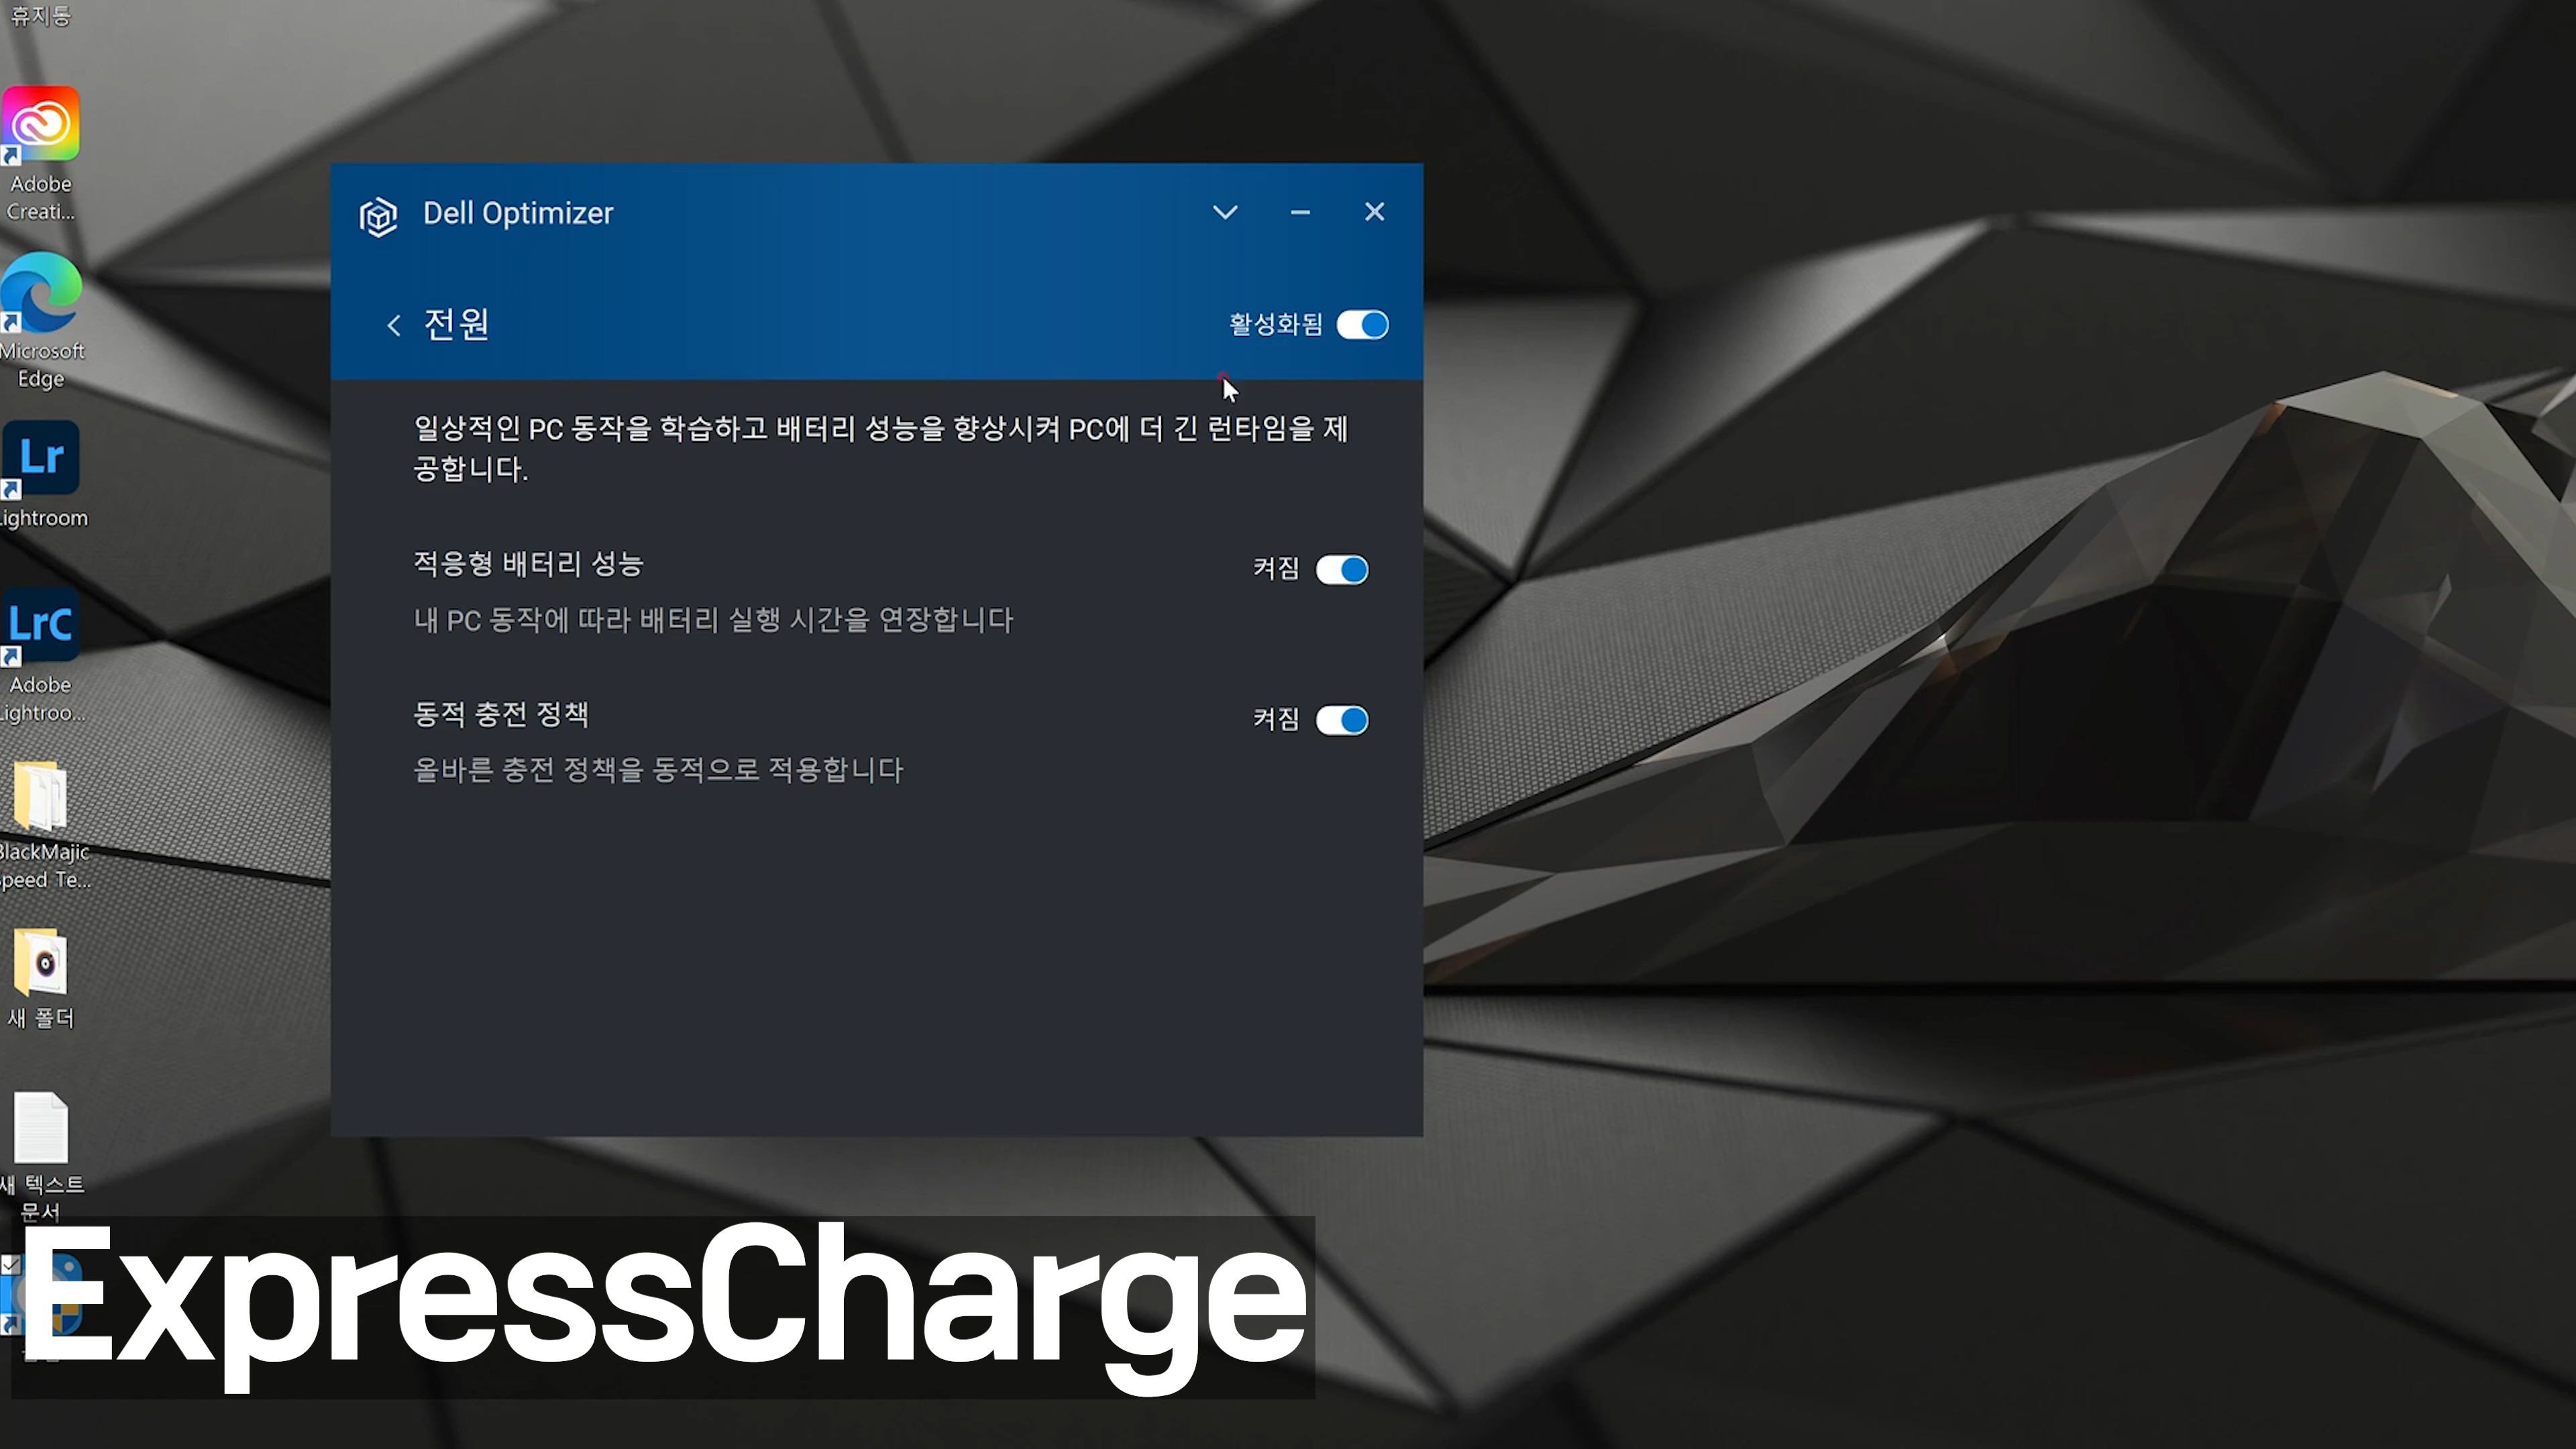 휴지통
Adobe
Creati...
Microsoft
Edge
Lr
Lightroom
LrC
Adobe
Lightroo...
BlackMajic
Speed Te...
새 폴더
새 텍스트
문서
Dell Optimizer
전원
활성화됨
일상적인 PC 동작을 학습하고 배터리 성능을 향상시켜 PC에 더 긴 런타임을 제
공합니다.
적응형 배터리 성능
켜짐
내 PC 동작에 따라 배터리 실행 시간을 연장합니다
동적 충전 정책
켜짐
올바른 충전 정책을 동적으로 적용합니다
ExpressCharge